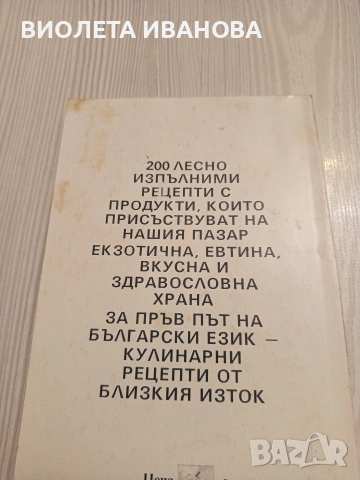 ВИОЛЕТА ИВАНОВА
200 ЛЕСНО
ИЗПЪЛНИМИ
РЕЦЕПТИ С
ПРОДУКТИ, КОИТО
ПРИСЪСТВУВАТ НА
НАШИЯ ПАЗАР
ЕКЗОТИЧНА, ЕВТИНА,
ВКУСНА И
ЗДРАВОСЛОВНА
ХРАНА
ЗА ПРЪВ ПЪТ НА
БЪЛГАРСКИ ЕЗИК –
КУЛИНАРНИ
РЕЦЕПТИ ОТ
БЛИЗКИЯ ИЗТОК
Цена
BAZAR